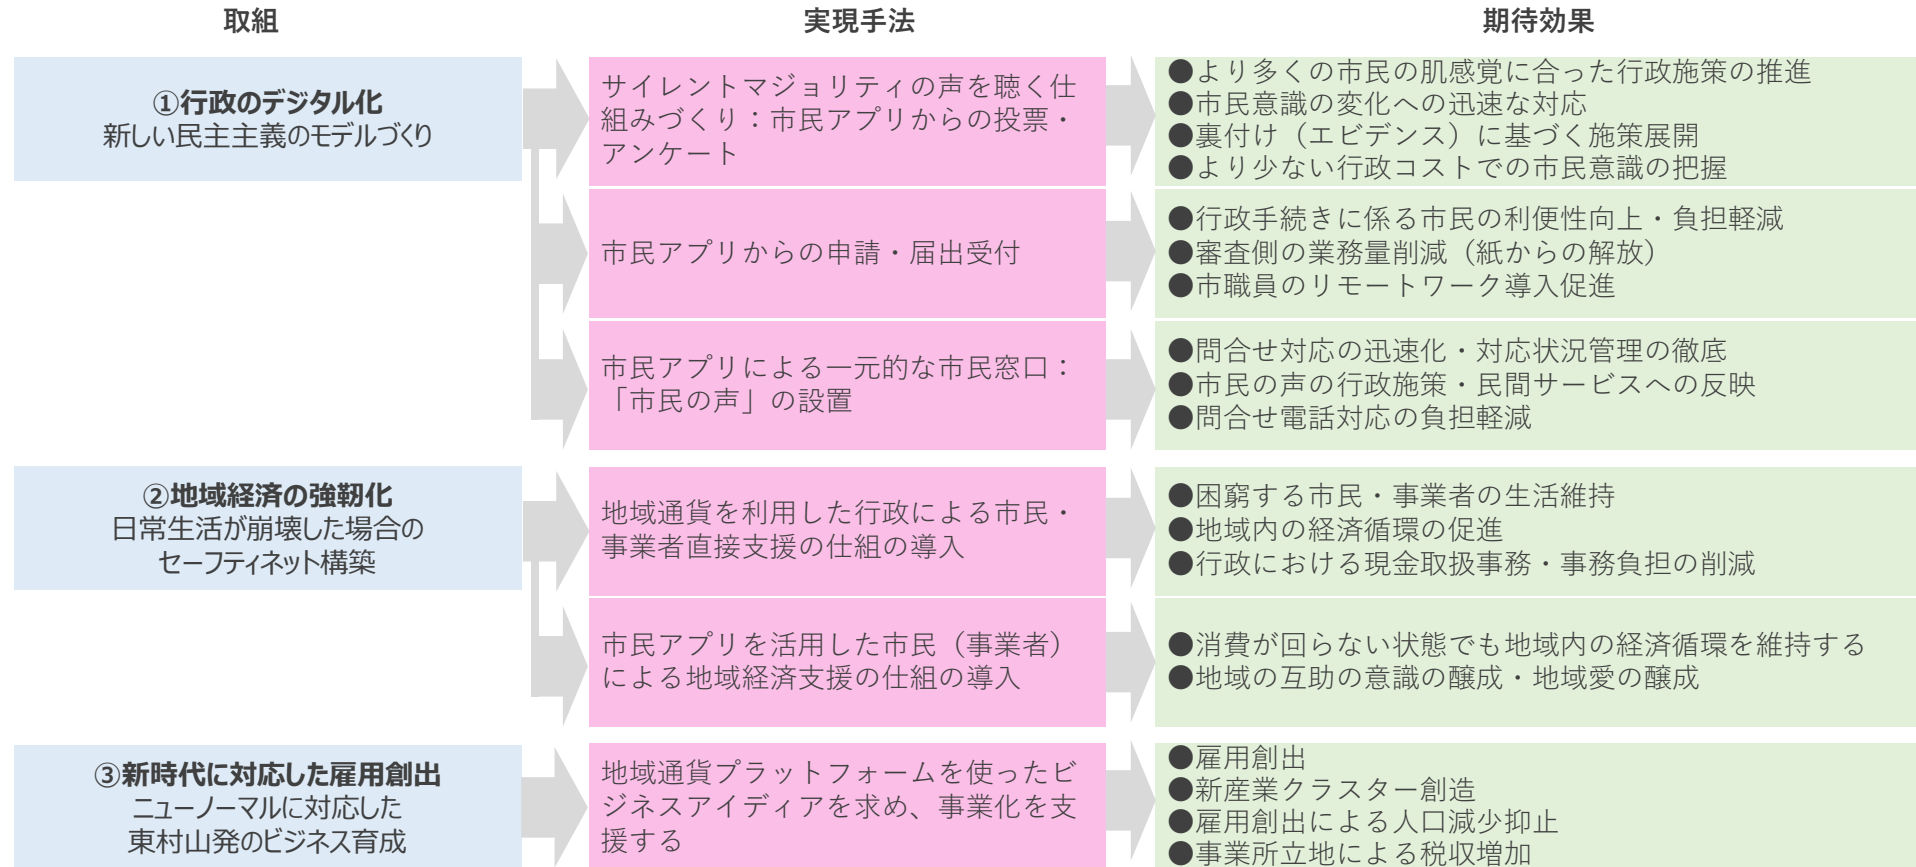 取組
実現手法
期待効果
①行政のデジタル化
新しい民主主義のモデルづくり
サイレントマジョリティの声を聴く仕
組みづくり：市民アプリからの投票・
アンケート
●より多くの市民の肌感覚に合った行政施策の推進
●市民意識の変化への迅速な対応
●裏付け（エビデンス）に基づく施策展開
●より少ない行政コストでの市民意識の把握
市民アプリからの申請・届出受付
●行政手続きに係る市民の利便性向上・負担軽減
●審査側の業務量削減（紙からの解放）
●市職員のリモートワーク導入促進
市民アプリによる一元的な市民窓口：
「市民の声」の設置
●問合せ対応の迅速化・対応状況管理の徹底
●市民の声の行政施策・民間サービスへの反映
●問合せ電話対応の負担軽減
②地域経済の強靭化
日常生活が崩壊した場合の
セーフティネット構築
地域通貨を利用した行政による市民・
事業者直接支援の仕組の導入
●困窮する市民・事業者の生活維持
●地域内の経済循環の促進
●行政における現金取扱事務・事務負担の削減
市民アプリを活用した市民（事業者）
による地域経済支援の仕組の導入
●消費が回らない状態でも地域内の経済循環を維持する
●地域の互助の意識の醸成・地域愛の醸成
③新時代に対応した雇用創出
ニューノーマルに対応した
東村山発のビジネス育成
地域通貨プラットフォームを使ったビ
ジネスアイディアを求め、事業化を支
援する
●雇用創出
●新産業クラスター創造
●雇用創出による人口減少抑止
●事業所立地による税収増加